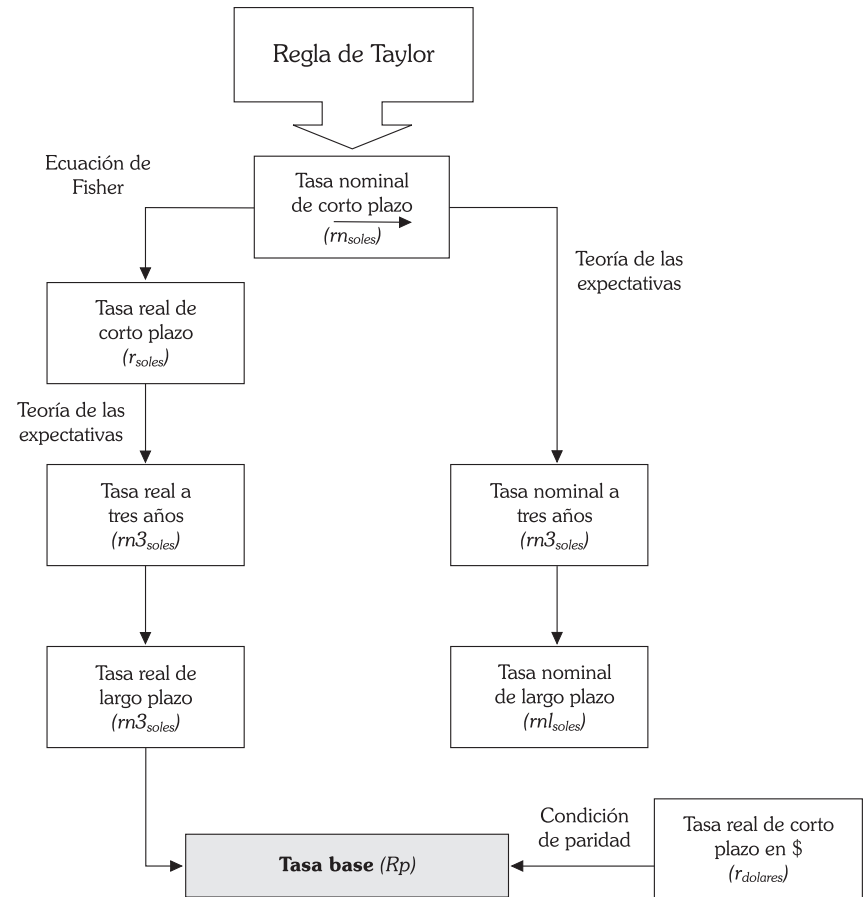 Regla de Taylor
Ecuación de
Fisher
Tasa nominal
de corto plazo
(rnsoles)
Teoría de las
expectativas
Tasa real de
corto plazo
(rsoles)
Teoría de las
expectativas
Tasa real a
tres años
(rn3soles)
Tasa nominal a
tres años
(rn3soles)
Tasa real de
largo plazo
(rn3soles)
Tasa nominal
de largo plazo
(rnlsoles)
Condición
de paridad
Tasa base (Rp)
Tasa real de corto
plazo en $
(rdolares)